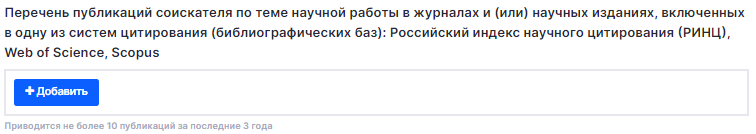 Перечень публикаций соискателя по теме научной работы в журналах и (или) научных изданиях, включенных
в одну из систем цитирования (библиографических баз): Российский индекс научного цитирования (РИНЦ),
Web of Science, Scopus
+ Добавить
Приводится не более 10 публикаций за последние 3 года